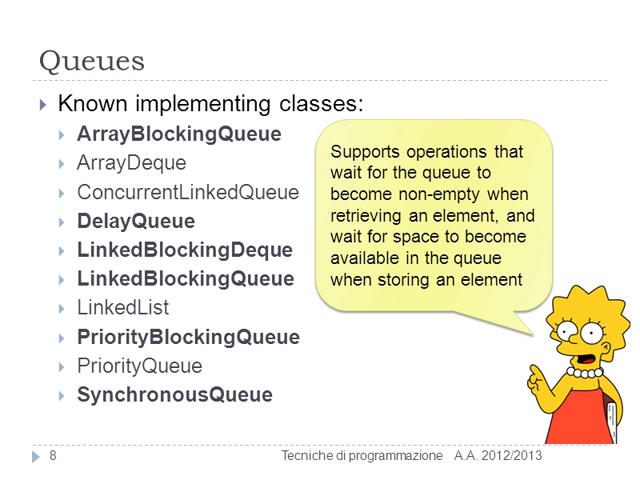 Queues
Known implementing classes:
ArrayBlockingQueue
ArrayDeque
ConcurrentLinkedQueue
DelayQueue
LinkedBlockingDeque
LinkedBlockingQueue
LinkedList
PriorityBlockingQueue
PriorityQueue
SynchronousQueue
Supports operations that
wait for the queue to
become non-empty when
retrieving an element, and
wait for space to become
available in the queue
when storing an element
8 Tecniche di programmazione A.A. 2012/2013